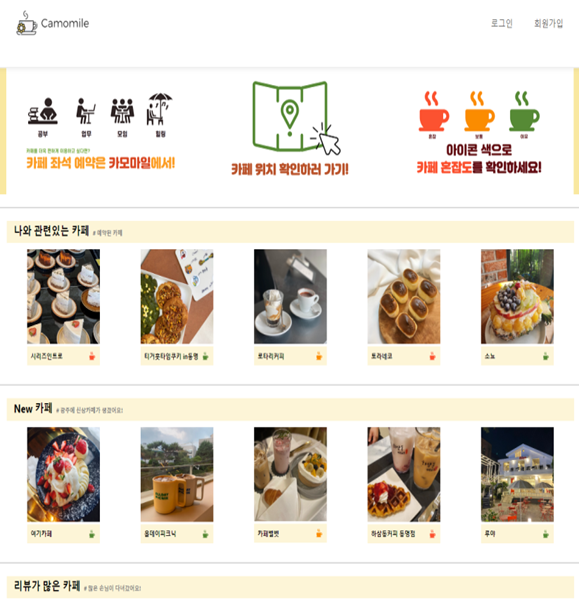 Camomile
로그인 회원가입
공부 업무 모임 힐링
카페를 더욱 편하게 이용하고 싶다면?
카페 좌석 예약은 카모마일에서!
카페 위치 확인하러 가기!
혼잡 보통 여유
아이콘 색으로
카페 혼잡도를 확인하세요!
나와 관련있는 카페 # 예약된 카페
시리즈인트로 티거풋타임쿠키 in동명 로타리커피 트라네코 소뇨
New 카페 # 광주에 신상카페가 생겼어요!
여기카페 올데이피크닉 카페벨벳 하삼동커피 동명점 루아
리뷰가 많은 카페 # 많은 손님이 다녀갔어요!